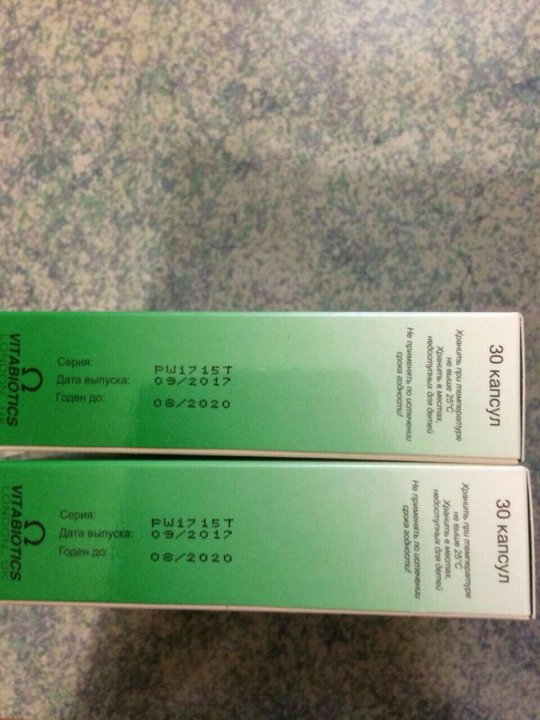 VITABIOTICS
Серия: PW1715T
Дата выпуска: 09/2017
Годен до: 08/2020
30 капсул
Хранить при температуре
не выше 25°С
Хранить в местах,
недоступных для детей
Не применять по истечении
срока годности!
VITABIOTICS
Серия: PW1715T
Дата выпуска: 09/2017
Годен до: 08/2020
30 капсул
Хранить при температуре
не выше 25°С
Хранить в местах,
недоступных для детей
Не применять по истечении
срока годности!